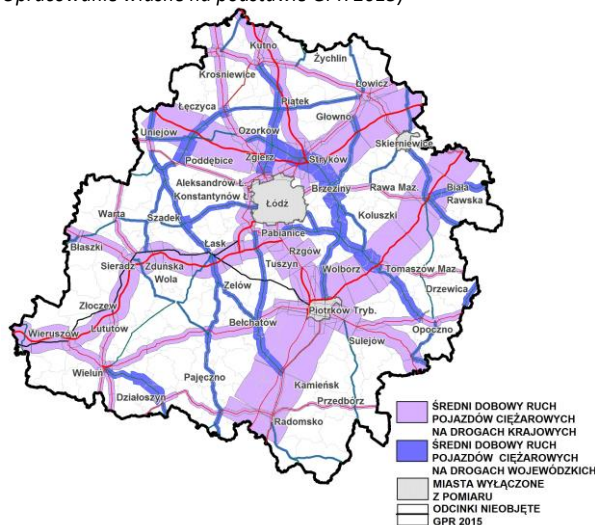 Opracowanie własne na podstawie GPR 2015)
Kutno
Żychlin
Krośniewice
Łowicz
Łęczyca
Piątek
Głowno
Uniejów
Ozorków
Skierniewice
Poddębice
Zgierz
Stryków
Aleksandrów Ł.
Brzeziny
Rawa Maz.
Biała
Rawska
Konstantynów Ł.
Łódź
Warta
Szadek
Koluszki
Pabianice
Błaszki
Łask
Rzgów
Sieradz
Zduńska
Wola
Tuszyn
Wolbórz
Tomaszów Maz.
Zelów
Drzewica
Złoczew
Piotrków Tryb.
Wieruszów
Lututów
Bełchatów
Sulejów
Opoczno
Wieluń
Pajęczno
Kamieńsk
Działoszyn
Przedbórz
Radomsko
ŚREDNI DOBOWY RUCH
POJAZDÓW CIĘŻAROWYCH
NA DROGACH KRAJOWYCH
ŚREDNI DOBOWY RUCH
POJAZDÓW CIĘŻAROWYCH
NA DROGACH WOJEWÓDZKICH
MIASTA WYŁĄCZONE
Z POMIARU
ODCINKI NIEOBJĘTE
GPR 2015